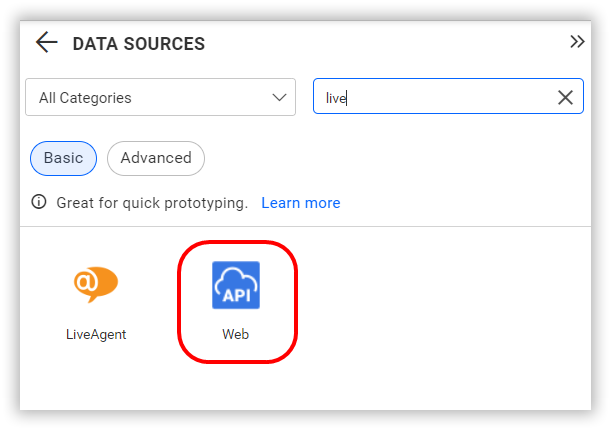 DATA SOURCES
All Categories
live
Basic
Advanced
Great for quick prototyping. Learn more
@
API
LiveAgent
Web